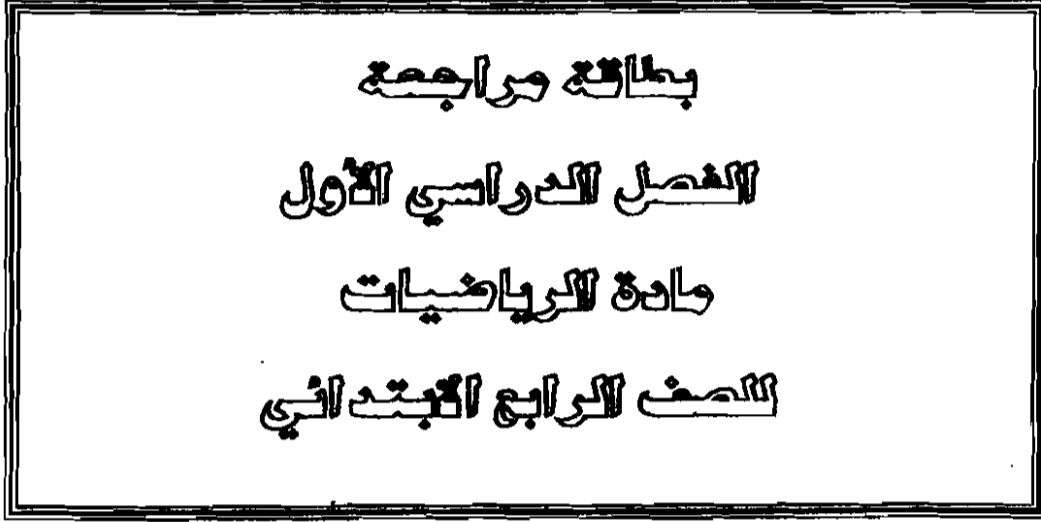 بطاقة مراجعة
الفصل الدراسي الأول
مادة الرياضيات
للصف الرابع الابتدائي